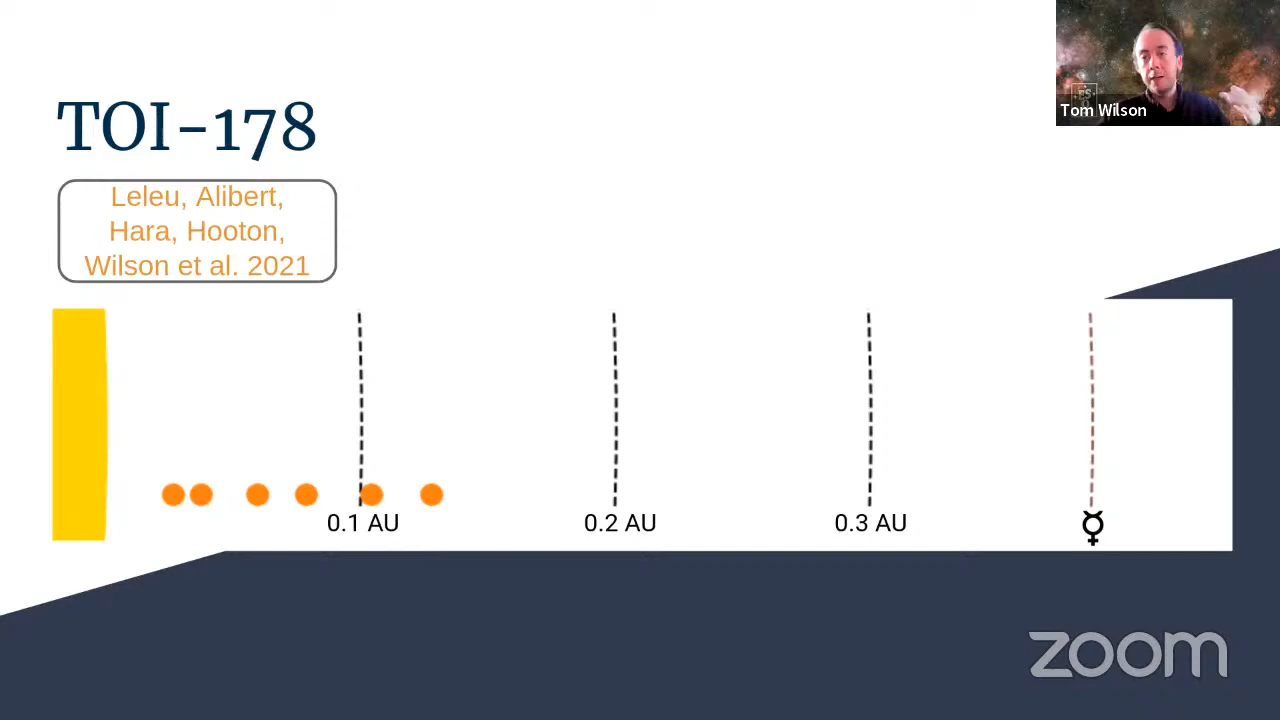 TOI-178
Leleu, Alibert,
Hara, Hooton,
Wilson et al. 2021
Tom Wilson
0.1 AU
0.2 AU
0.3 AU
☿
zoom